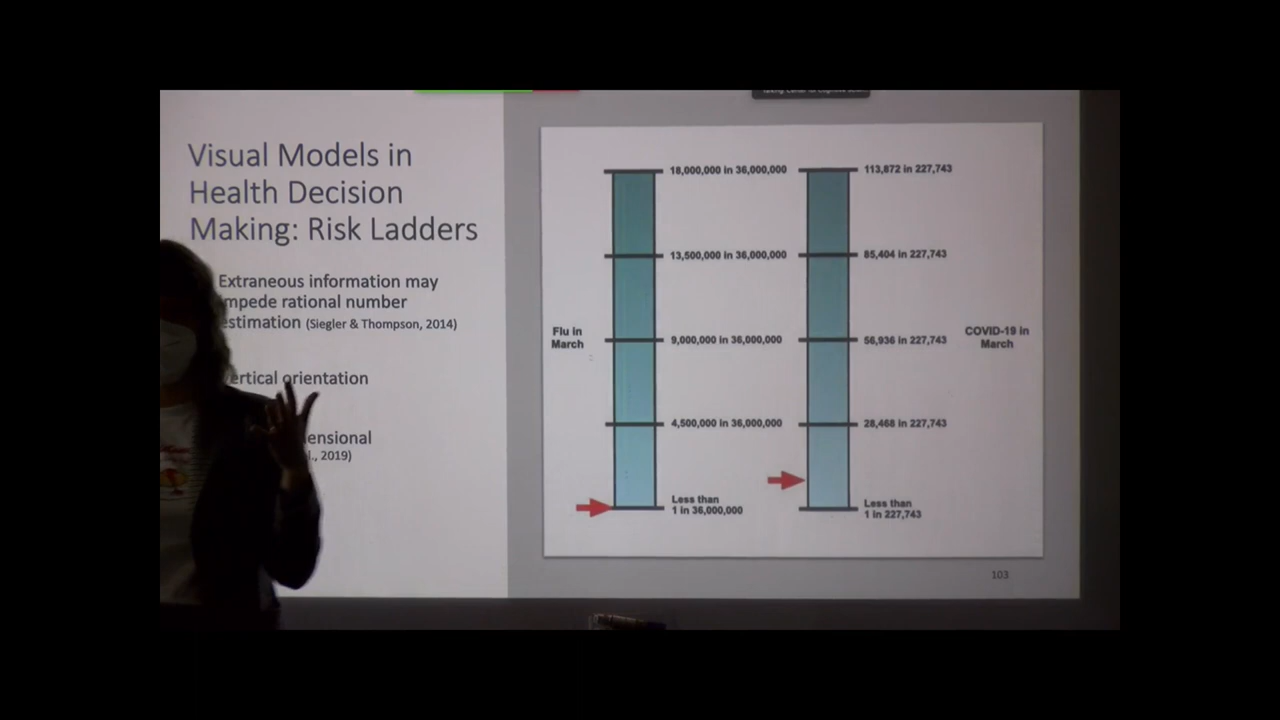 Visual Models in
Health Decision
Making: Risk Ladders
Extraneous information may
mpede rational number
estimation (Siegler & Thompson, 2014)
ertical orientation
ensional
l., 2019)
Flu in
March
18,000,000 in 36,000,000
13,500,000 in 36,000,000
9,000,000 in 36,000,000
4,500,000 in 36,000,000
Less than
1 in 36,000,000
113,872 in 227,743
85,404 in 227,743
56,936 in 227,743
28,468 in 227,743
Less than
1 in 227,743
COVID-19 in
March
103